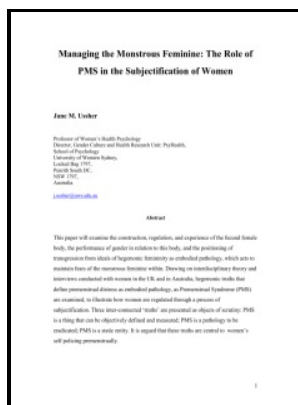 Managing the Monstrous Feminine: The Role of
PMS in the Subjectification of Women
Jane M. Ussher
Professor of Women's Health Psychology
Director, Gender Culture and Health Research Unit: PsyHealth,
School of Psychology
University of Western Sydney,
Locked Bag 1797,
Penrith South DC,
NSW 1797,
Australia
j.ussher@uws.edu.au
Abstract
This paper will examine the construction, regulation, and experience of the fecund female
body, the performance of gender in relation to this body, and the positioning of
transgression from ideals of hegemonic femininity as embodied pathology, which acts to
maintain fears of the monstrous feminine within. Drawing on interdisciplinary theory and
interviews conducted with women in the UK and in Australia, hegemonic truths that
define premenstrual distress as embodied pathology, as Premenstrual Syndrome (PMS)
are examined, to illustrate how women are regulated through a process of
subjectification. Three inter-connected 'truths' are presented as objects of scrutiny: PMS
is a thing that can be objectively defined and measured; PMS is a pathology to be
eradicated; PMS is a static entity. It is argued that these truths are central to women's
self policing premenstrually.
1